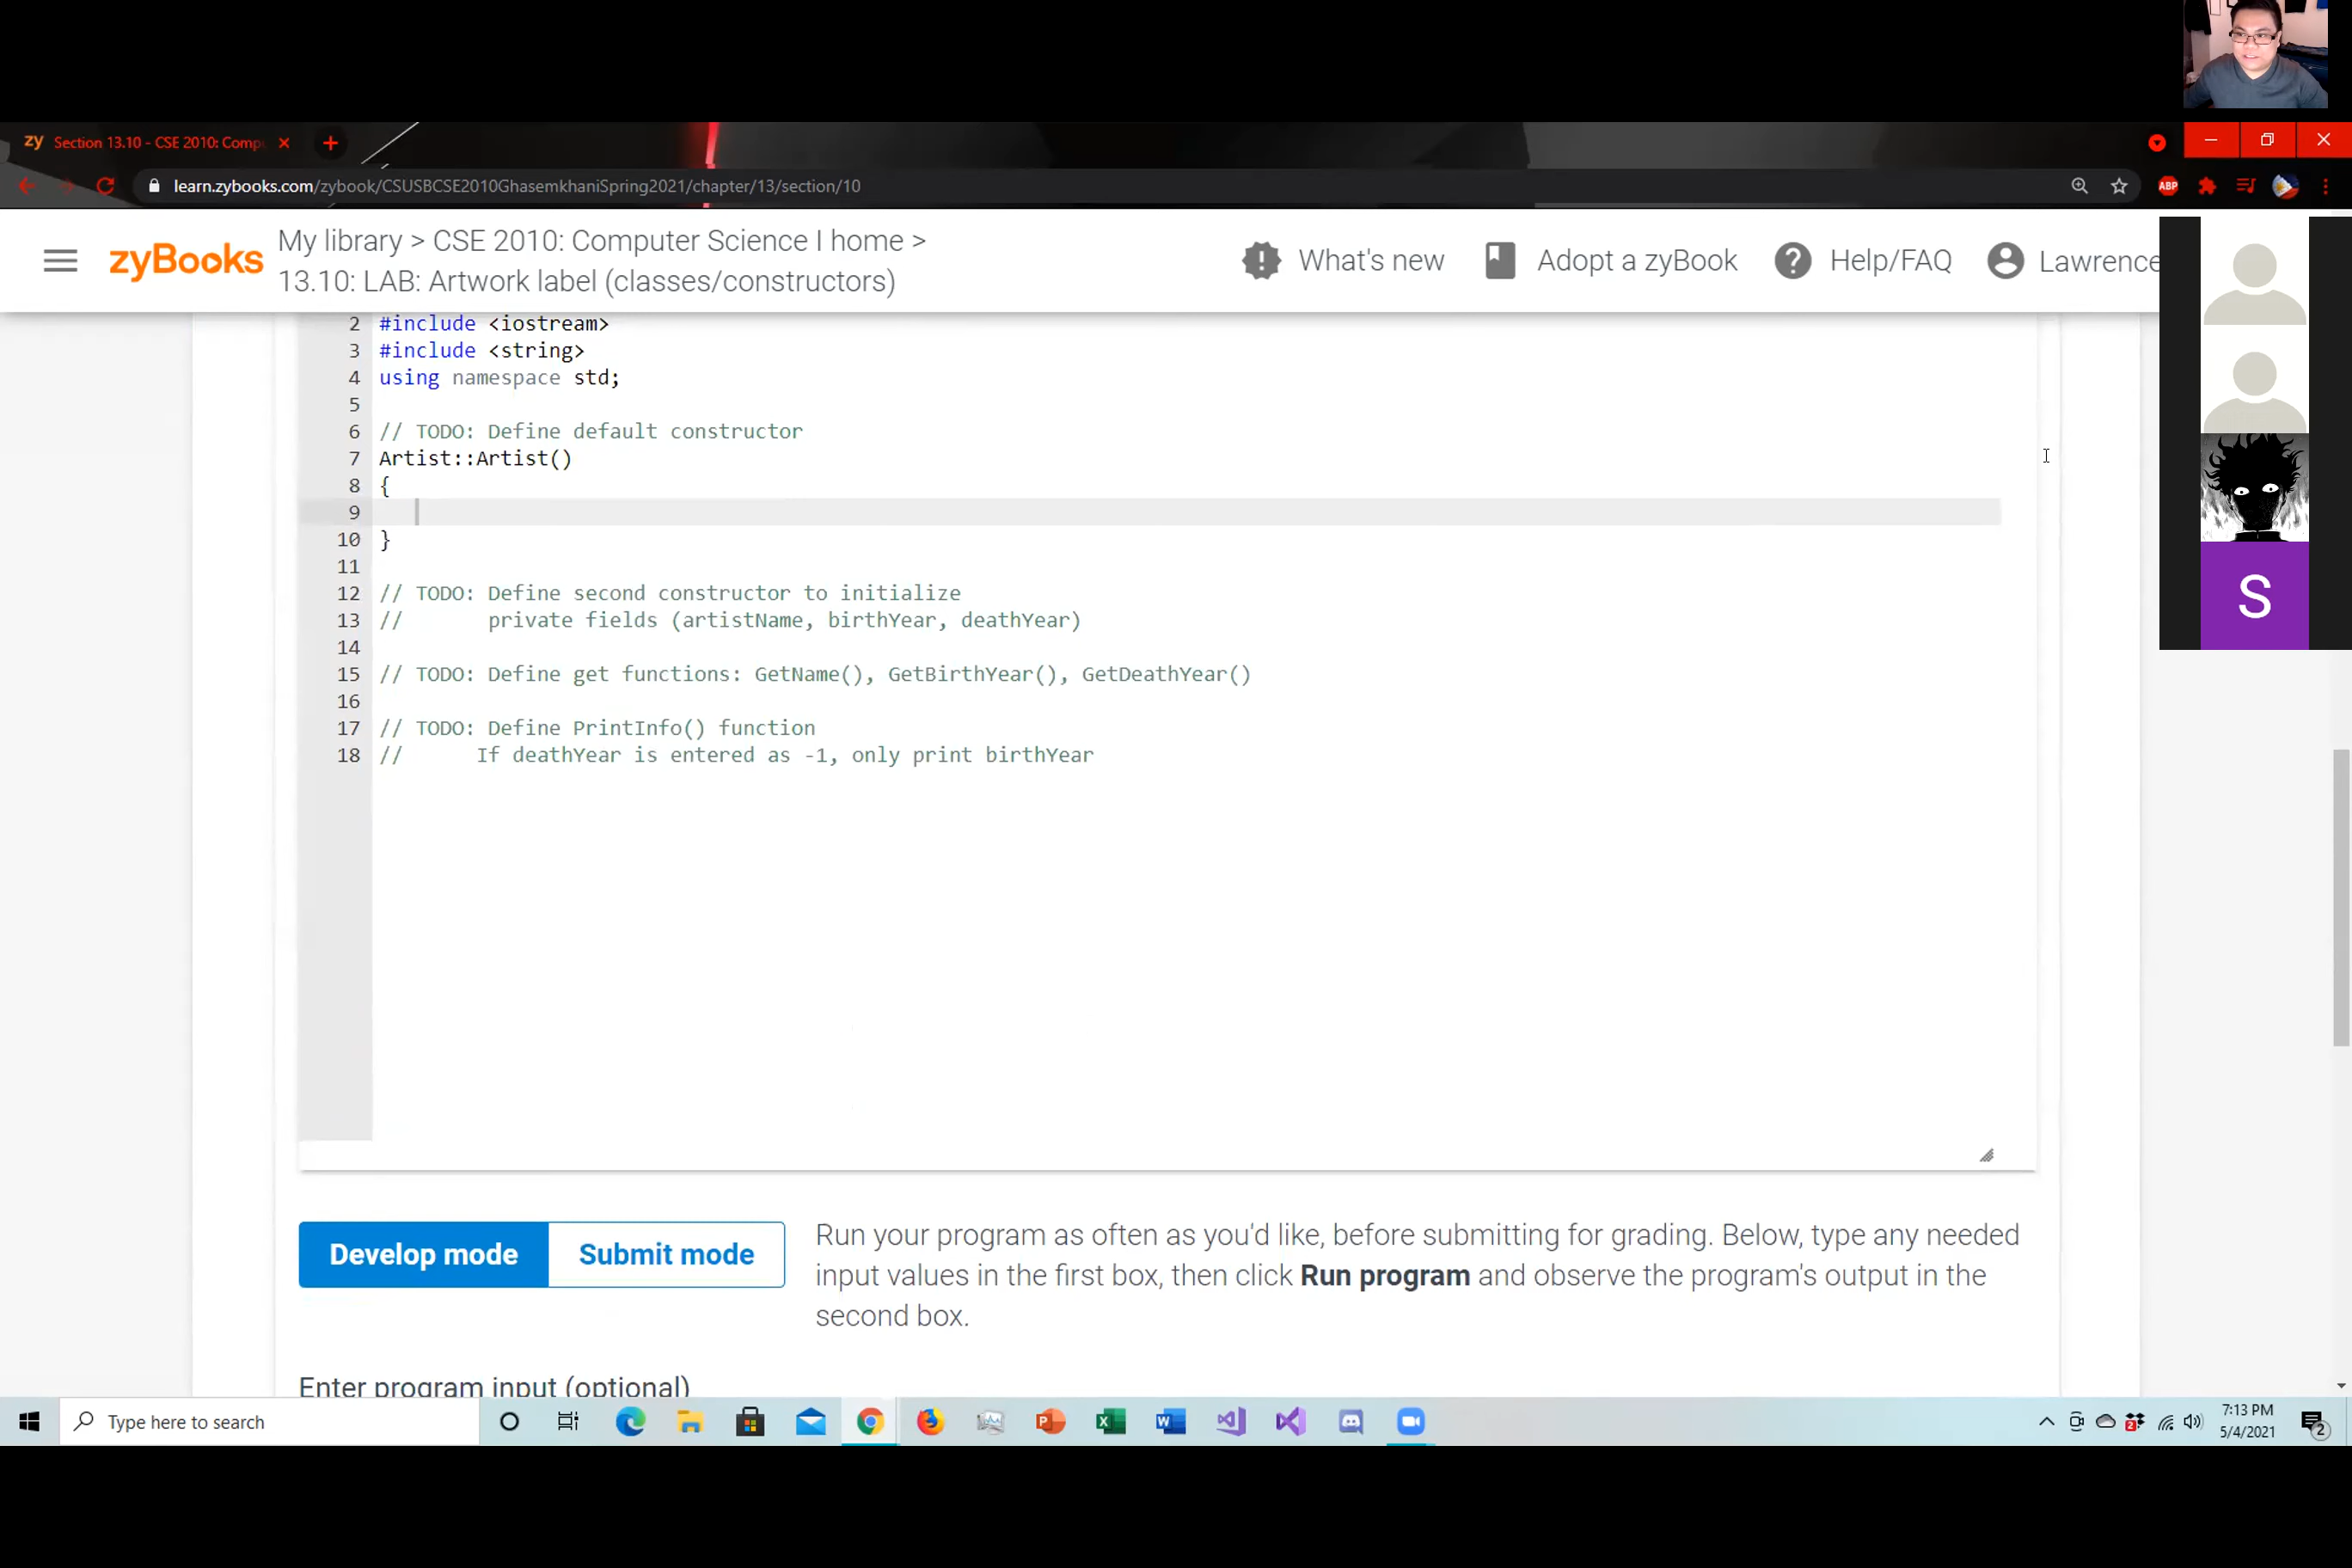 zy Section 13.10 - CSE 2010: Comp
learn.zybooks.com/zybook/CSUSBCSE2010GhasemkhaniSpring2021/chapter/13/section/10
ABP
zyBooks
My library > CSE 2010: Computer Science I home >
13.10: LAB: Artwork label (classes/constructors)
What's new
Adopt a zyBook
Help/FAQ
Lawrence
2 #include <iostream>
3 #include <string>
4 using namespace std;
5
6 // TODO: Define default constructor
7 Artist::Artist()
8 {
9
10 }
11
12 // TODO: Define second constructor to initialize
13 // private fields (artistName, birthYear, deathYear)
14
15 // TODO: Define get functions: GetName(), GetBirthYear(), GetDeathYear()
16
17 // TODO: Define PrintInfo() function
18 // If deathYear is entered as -1, only print birthYear
S
Develop mode
Submit mode
Run your program as often as you'd like, before submitting for grading. Below, type any needed
input values in the first box, then click Run program and observe the program's output in the
second box.
Enter program input (optional)
Type here to search
7:13 PM
5/4/2021
2